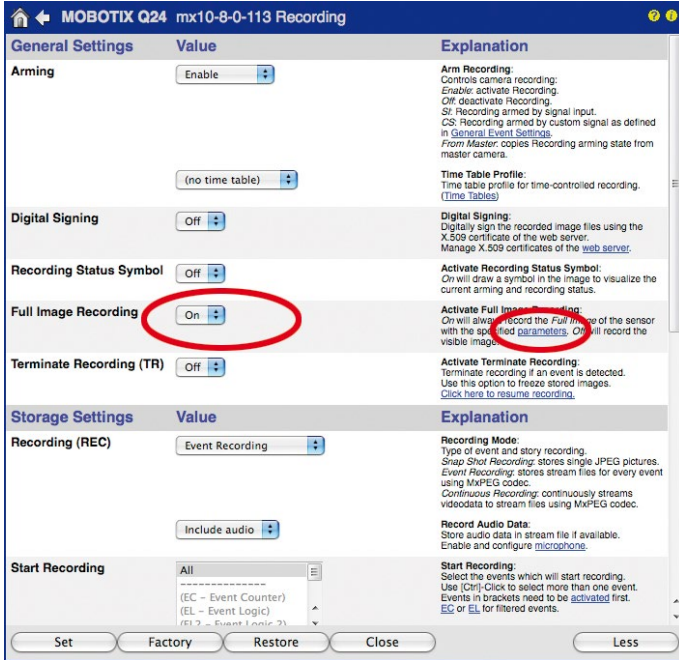 MOBOTIX Q24 mx10-8-0-113 Recording
General Settings Value Explanation
Arming
Enable
Arm Recording:
Controls camera recording:
Enable: activate Recording.
Off: deactivate Recording.
SI: Recording armed by signal input.
CS: Recording armed by custom signal as defined
in General Event Settings.
From Master: copies Recording arming state from
master camera.
(no time table)
Time Table Profile:
Time table profile for time-controlled recording.
(Time Tables)
Digital Signing
Off
Digital Signing:
Digitally sign the recorded image files using the
X.509 certificate of the web server.
Manage X.509 certificates of the web server.
Recording Status Symbol
Off
Activate Recording Status Symbol:
On will draw a symbol in the image to visualize the
current arming and recording status.
Full Image Recording
On
Activate Full Image Recording:
On will always record the Full Image of the sensor
with the specified parameters. Off will record the
visible image.
Terminate Recording (TR)
Off
Activate Terminate Recording:
Terminate recording if an event is detected.
Use this option to freeze stored images.
Click here to resume recording.
Storage Settings Value Explanation
Recording (REC)
Event Recording
Recording Mode:
Type of event and story recording.
Snap Shot Recording: stores single JPEG pictures.
Event Recording: stores stream files for every event
using MxPEG codec.
Continuous Recording: continuously streams
videodata to stream files using MxPEG codec.
Include audio
Record Audio Data:
Store audio data in stream file if available.
Enable and configure microphone.
Start Recording
All
--------------
(EC - Event Counter)
(EL - Event Logic)
(EL2 - Event Logic 2)
Start Recording:
Select the events which will start recording.
Use [Ctrl]-Click to select more than one event.
Events in brackets need to be activated first.
EC or EL for filtered events.
Set Factory Restore Close Less